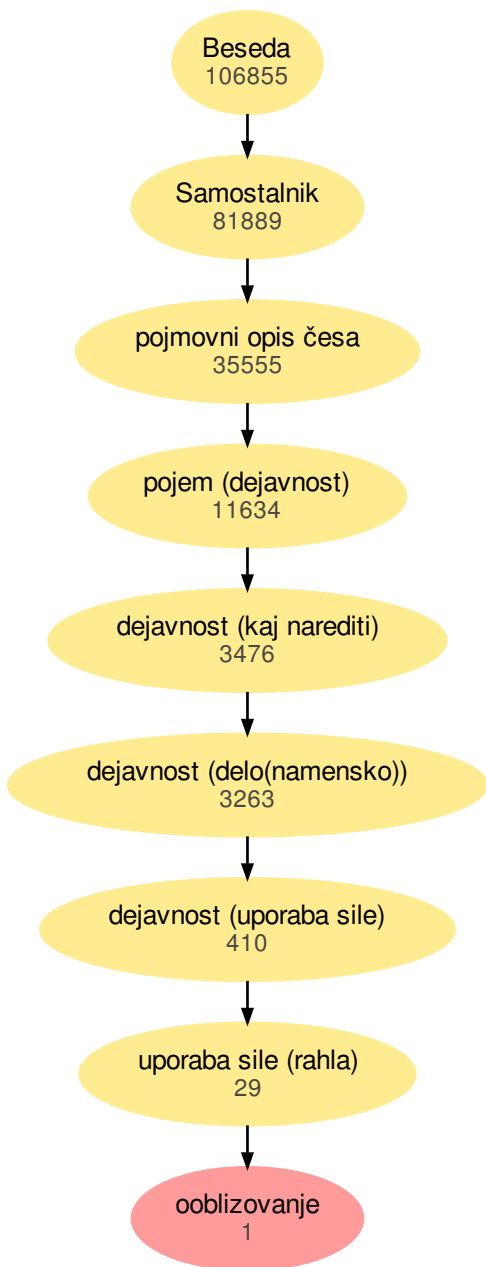 Beseda
106855
Samostalnik
81889
pojmovni opis česa
35555
pojem (dejavnost)
11634
dejavnost (kaj narediti)
3476
dejavnost (delo(namensko))
3263
dejavnost (uporaba sile)
410
uporaba sile (rahla)
29
ooblizovanje
1